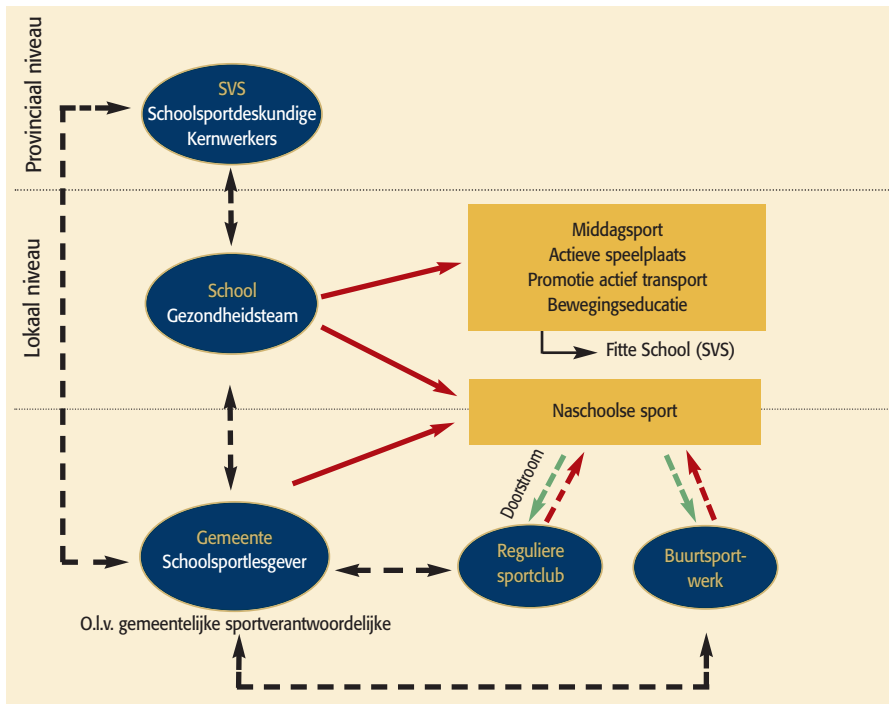 Provinciaal niveau
SVS
Schoolsportdeskundige
Kernwerkers
Lokaal niveau
School
Gezondheidsteam
Middagsport
Actieve speelplaats
Promotie actief transport
Bewegingseducatie
Fitte School (SVS)
Naschoolse sport
Doorstroom
Gemeente
Schoolsportlesgever
Reguliere
sportclub
Buurtsport-
werk
O.l.v. gemeentelijke sportverantwoordelijke